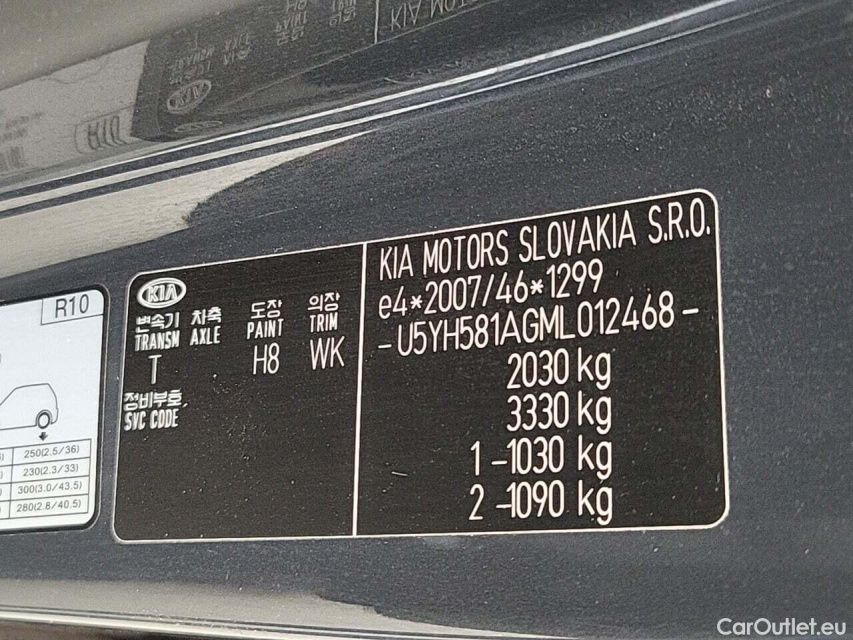 KIA
변속기 차축 도장 의장
TRANSM AXLE PAINT TRIM
T H8 WK
정비부호
SVC CODE
KIA MOTORS SLOVAKIA S.R.O.
e4*2007/46*1299
-U5YH581AGML012468-
2030 kg
3330 kg
1 -1030 kg
2 -1090 kg
R10
250(2.5/36)
230(2.3/33)
300(3.0/43.5)
280(2.8/40.5)
CarOutlet.eu